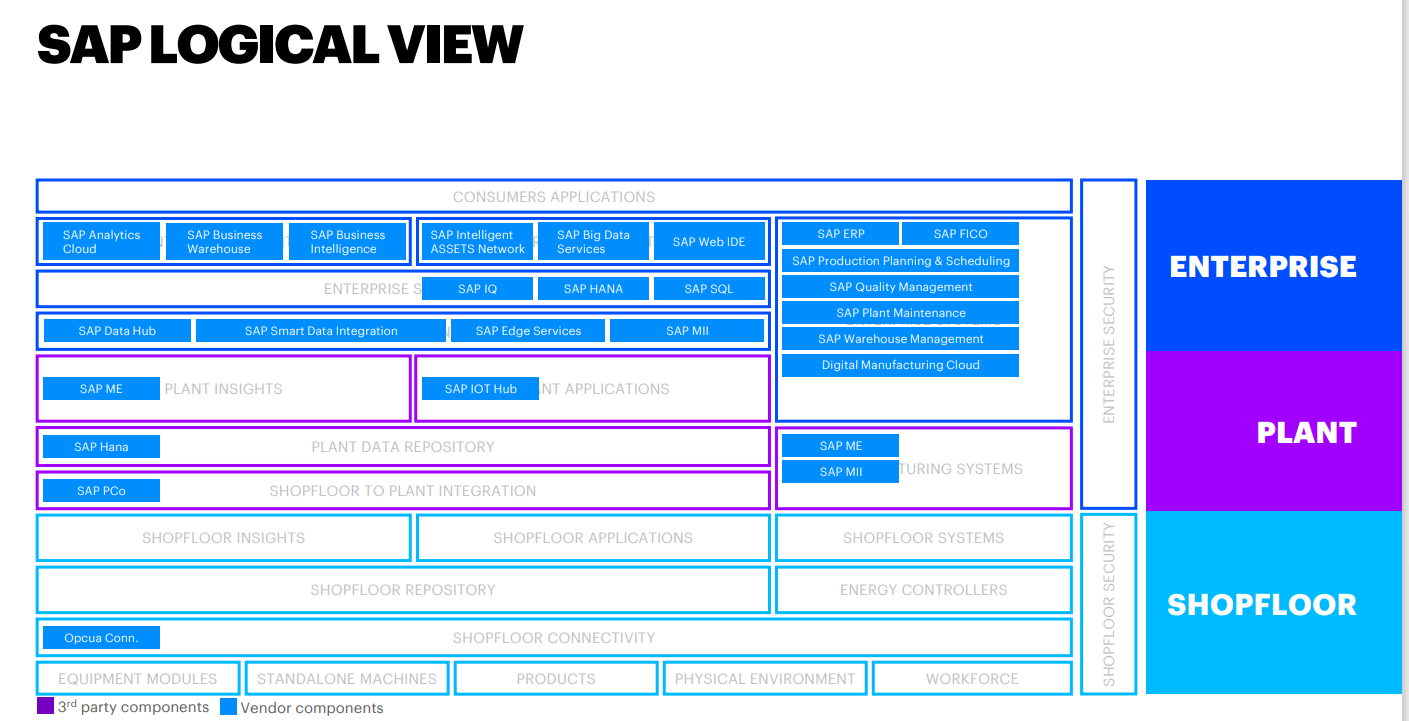 SAP LOGICAL VIEW
CONSUMERS APPLICATIONS
SAP Analytics
Cloud
SAP Business
Warehouse
SAP Business
Intelligence
SAP Intelligent
ASSETS Network
SAP Big Data
Services
SAP Web IDE
SAP ERP
SAP FICO
SAP Production Planning & Scheduling
SAP Quality Management
SAP Plant Maintenance
SAP Warehouse Management
Digital Manufacturing Cloud
ENTERPRISE S
SAP IQ
SAP HANA
SAP SQL
SAP Data Hub
SAP Smart Data Integration
SAP Edge Services
SAP MII
SAP ME
PLANT INSIGHTS
SAP IOT Hub
NT APPLICATIONS
SAP Hana
PLANT DATA REPOSITORY
SAP PCo
SHOPFLOOR TO PLANT INTEGRATION
SAP ME
SAP MII
TURING SYSTEMS
SHOPFLOOR INSIGHTS
SHOPFLOOR APPLICATIONS
SHOPFLOOR SYSTEMS
SHOPFLOOR REPOSITORY
ENERGY CONTROLLERS
Opcua Conn.
SHOPFLOOR CONNECTIVITY
EQUIPMENT MODULES
STANDALONE MACHINES
PRODUCTS
PHYSICAL ENVIRONMENT
WORKFORCE
ENTERPRISE SECURITY
SHOPFLOOR SECURITY
ENTERPRISE
PLANT
SHOPFLOOR
3rd party components
Vendor components